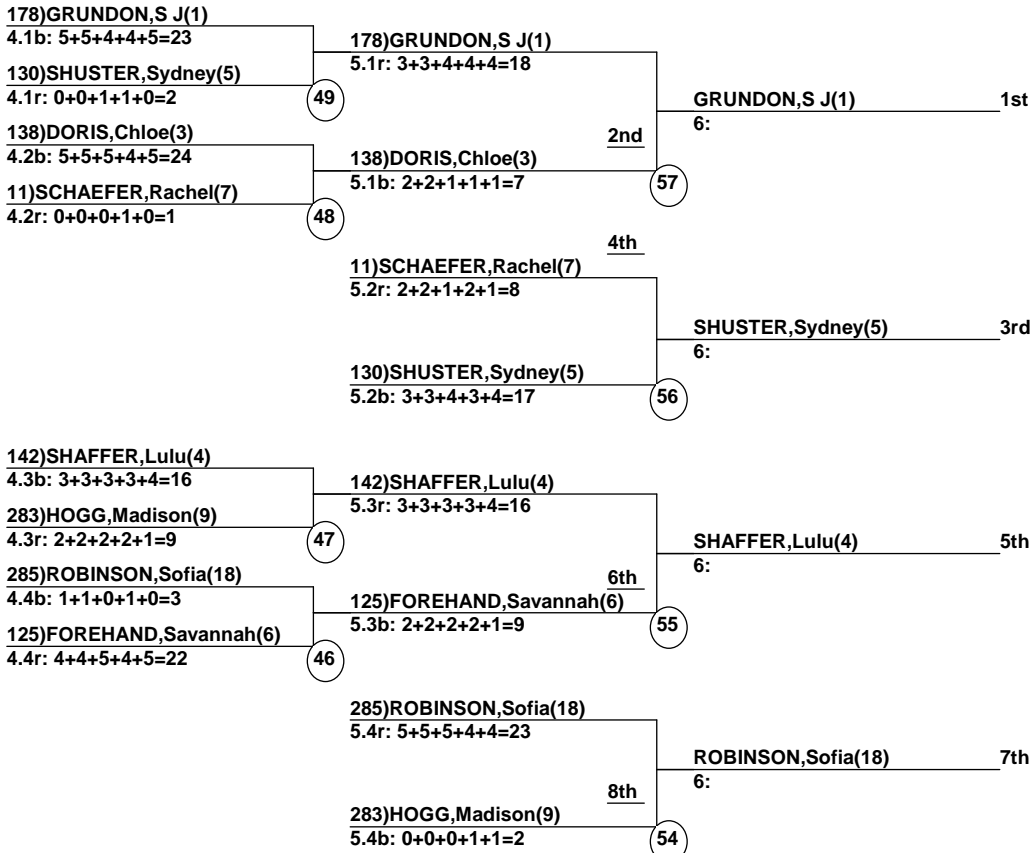 178)GRUNDON,S J(1)
4.1b: 5+5+4+4+5=23
130)SHUSTER,Sydney(5)
4.1r: 0+0+1+1+0=2
49
138)DORIS,Chloe(3)
4.2b: 5+5+5+4+5=24
11)SCHAEFER,Rachel(7)
4.2r: 0+0+0+1+0=1
48
178)GRUNDON,S J(1)
5.1r: 3+3+4+4+4=18
2nd
138)DORIS,Chloe(3)
5.1b: 2+2+1+1+1=7
57
GRUNDON,S J(1)
1st
6:
4th
11)SCHAEFER,Rachel(7)
5.2r: 2+2+1+2+1=8
130)SHUSTER,Sydney(5)
5.2b: 3+3+4+3+4=17
56
SHUSTER,Sydney(5)
3rd
6:
142)SHAFFER,Lulu(4)
4.3b: 3+3+3+3+4=16
283)HOGG,Madison(9)
4.3r: 2+2+2+2+1=9
47
285)ROBINSON,Sofia(18)
4.4b: 1+1+0+1+0=3
125)FOREHAND,Savannah(6)
4.4r: 4+4+5+4+5=22
46
142)SHAFFER,Lulu(4)
5.3r: 3+3+3+3+4=16
6th
125)FOREHAND,Savannah(6)
5.3b: 2+2+2+2+1=9
55
SHAFFER,Lulu(4)
5th
6:
285)ROBINSON,Sofia(18)
5.4r: 5+5+5+4+4=23
8th
283)HOGG,Madison(9)
5.4b: 0+0+0+1+1=2
54
ROBINSON,Sofia(18)
7th
6: